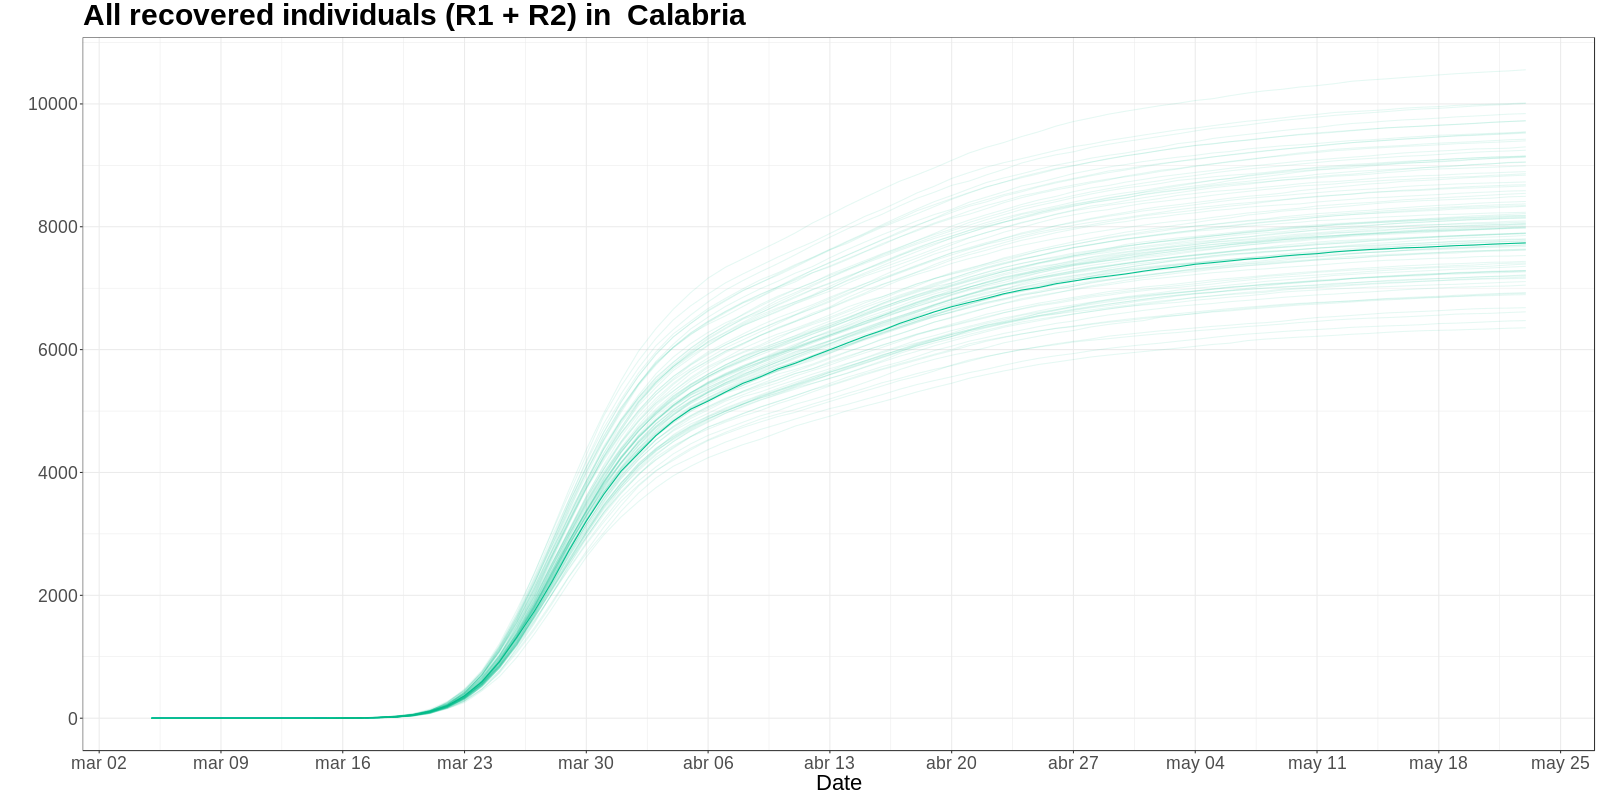 All recovered individuals (R1 + R2) in  Calabria
10000
8000
6000
4000
2000
0
mar 02 mar 09 mar 16 mar 23 mar 30 abr 06 abr 13 abr 20 abr 27 may 04 may 11 may 18 may 25
Date